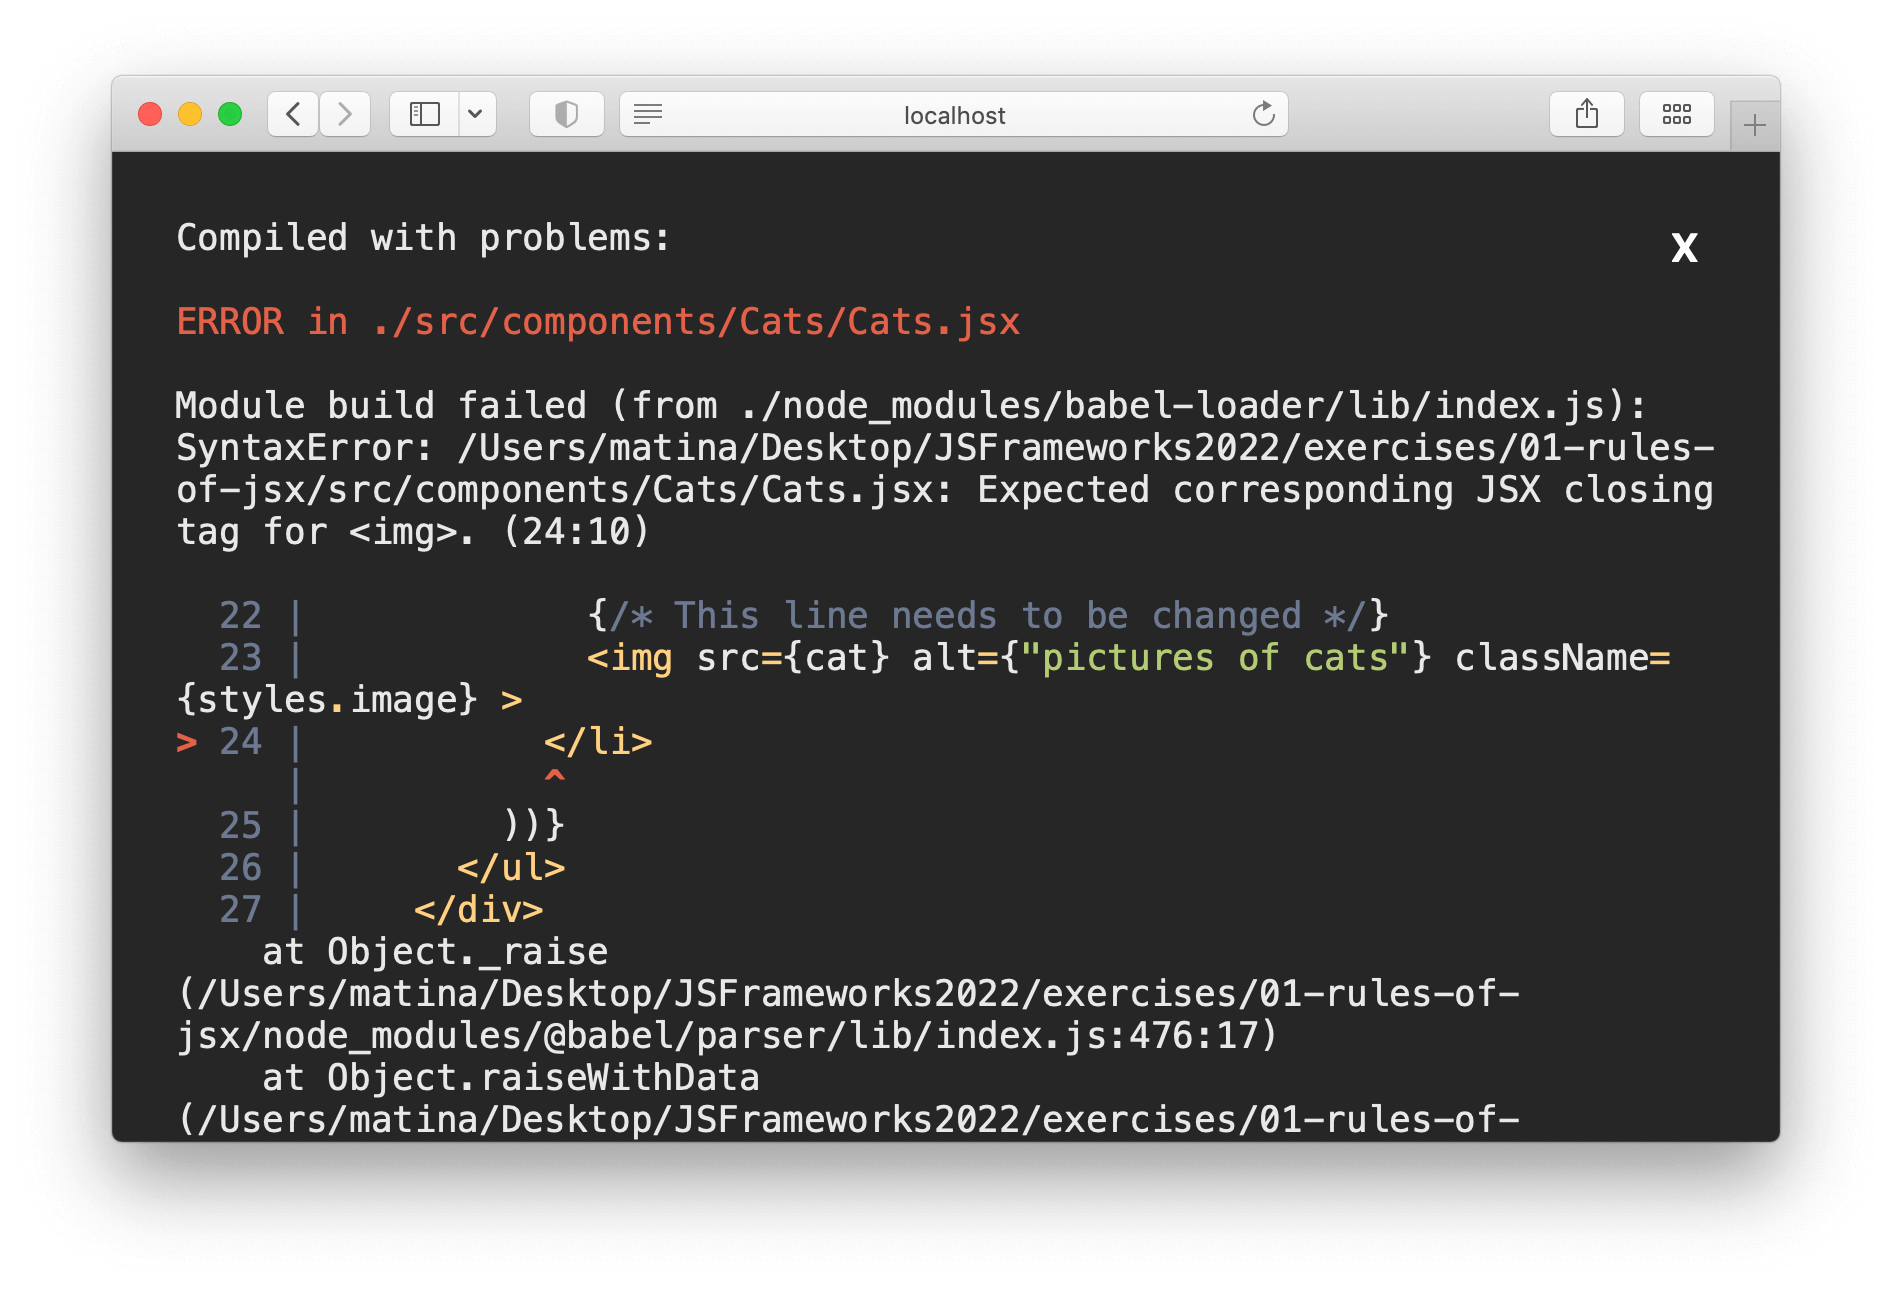 localhost
Compiled with problems:
X
ERROR in ./src/components/Cats/Cats.jsx
Module build failed (from ./node_modules/babel-loader/lib/index.js):
SyntaxError: /Users/matina/Desktop/JSFrameworks2022/exercises/01-rules-
of-jsx/src/components/Cats/Cats.jsx: Expected corresponding JSX closing
tag for <img>. (24:10)
  22 |             {/* This line needs to be changed */}
  23 |             <img src={cat} alt={"pictures of cats"} className=
{styles.image} >
> 24 |           </li>
     |           ^
  25 |         ))}
  26 |       </ul>
  27 |     </div>
    at Object._raise
(/Users/matina/Desktop/JSFrameworks2022/exercises/01-rules-of-
jsx/node_modules/@babel/parser/lib/index.js:476:17)
    at Object.raiseWithData
(/Users/matina/Desktop/JSFrameworks2022/exercises/01-rules-of-